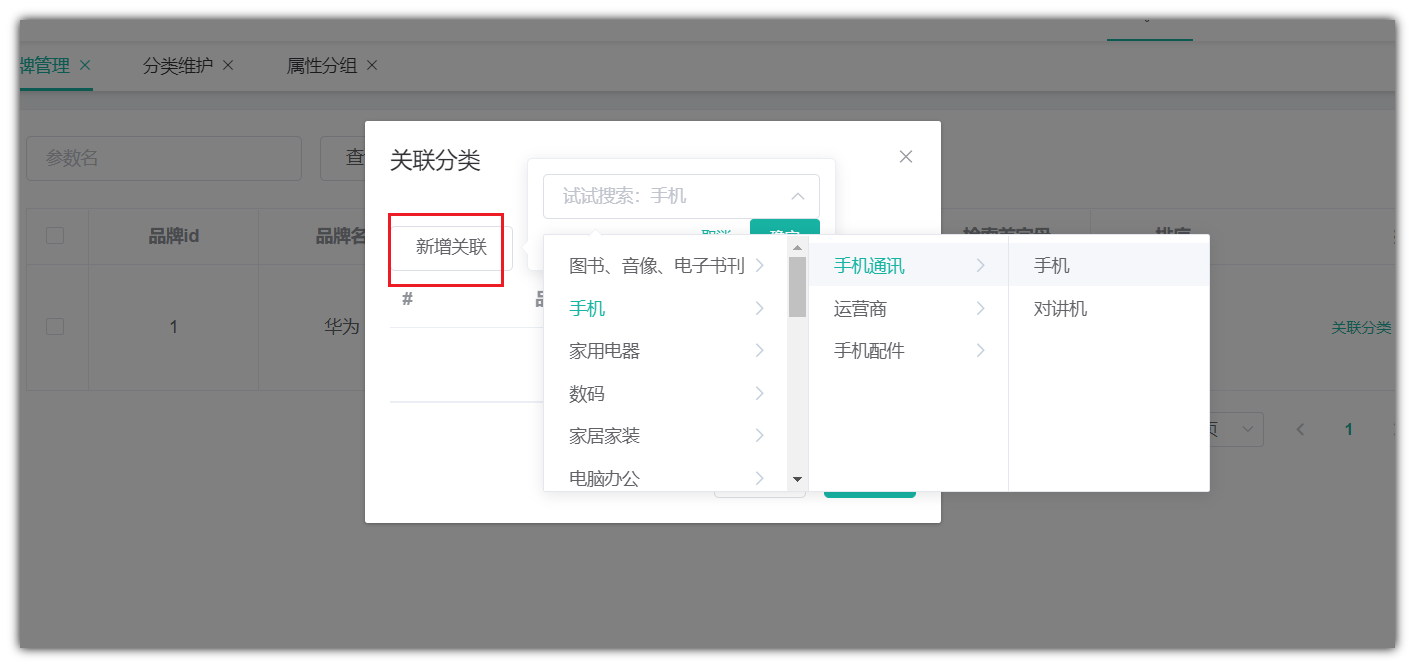 牌管理 分类维护 属性分组
关联分类
参数名
试试搜索：手机
品牌id
品牌名
新增关联
取消
确定
检索首字母
排序
#
图书、音像、电子书刊
手机通讯
手机
手机
运营商
对讲机
1
华为
关联分类
家用电器
手机配件
数码
家居家装
页
1
电脑办公